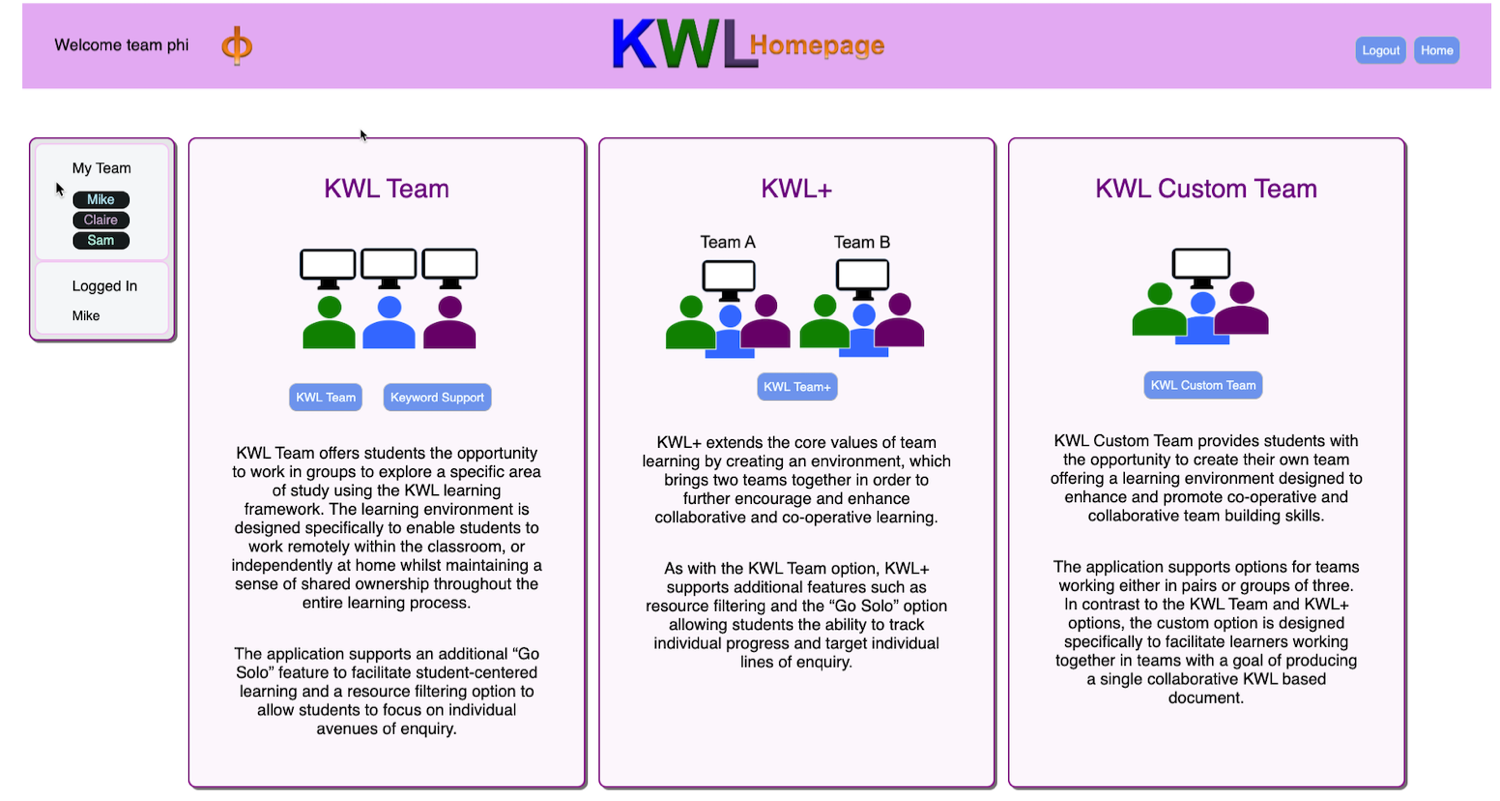 Welcome team phi
ф
KWL Homepage
Logout
Home
My Team
Mike
Claire
Sam
Logged In
Mike
KWL Team
KWL Team
Keyword Support
KWL Team offers students the opportunity
to work in groups to explore a specific area
of study using the KWL learning
framework. The learning environment is
designed specifically to enable students to
work remotely within the classroom, or
independently at home whilst maintaining a
sense of shared ownership throughout the
entire learning process.
The application supports an additional “Go
Solo” feature to facilitate student-centered
learning and a resource filtering option to
allow students to focus on individual
avenues of enquiry.
KWL+
Team A
Team B
KWL Team+
KWL+ extends the core values of team
learning by creating an environment, which
brings two teams together in order to
further encourage and enhance
collaborative and co-operative learning.
As with the KWL Team option, KWL+
supports additional features such as
resource filtering and the “Go Solo” option
allowing students the ability to track
individual progress and target individual
lines of enquiry.
KWL Custom Team
KWL Custom Team
KWL Custom Team provides students with
the opportunity to create their own team
offering a learning environment designed to
enhance and promote co-operative and
collaborative team building skills.
The application supports options for teams
working either in pairs or groups of three.
In contrast to the KWL Team and KWL+
options, the custom option is designed
specifically to facilitate learners working
together in teams with a goal of producing
a single collaborative KWL based
document.